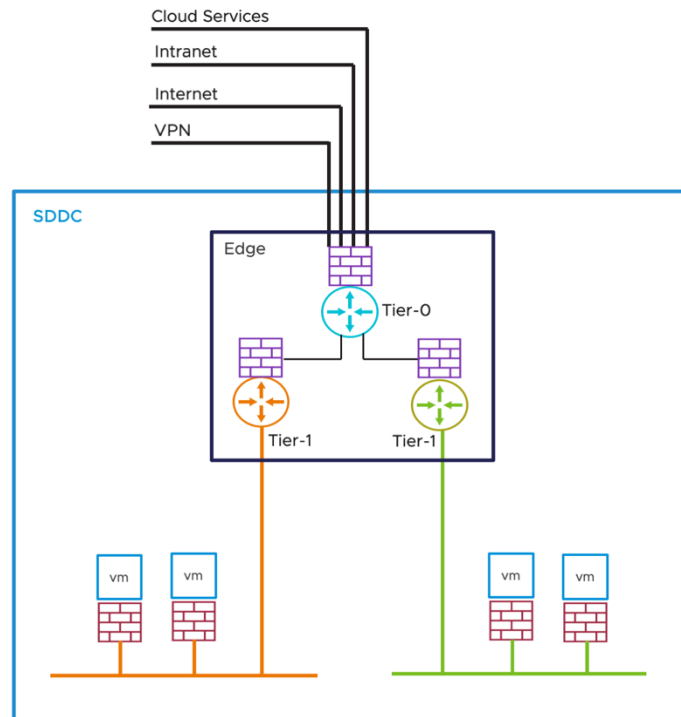 Cloud Services
Intranet
Internet
VPN
SDDC
Edge
Tier-0
Tier-1
Tier-1
vm
vm
vm
vm